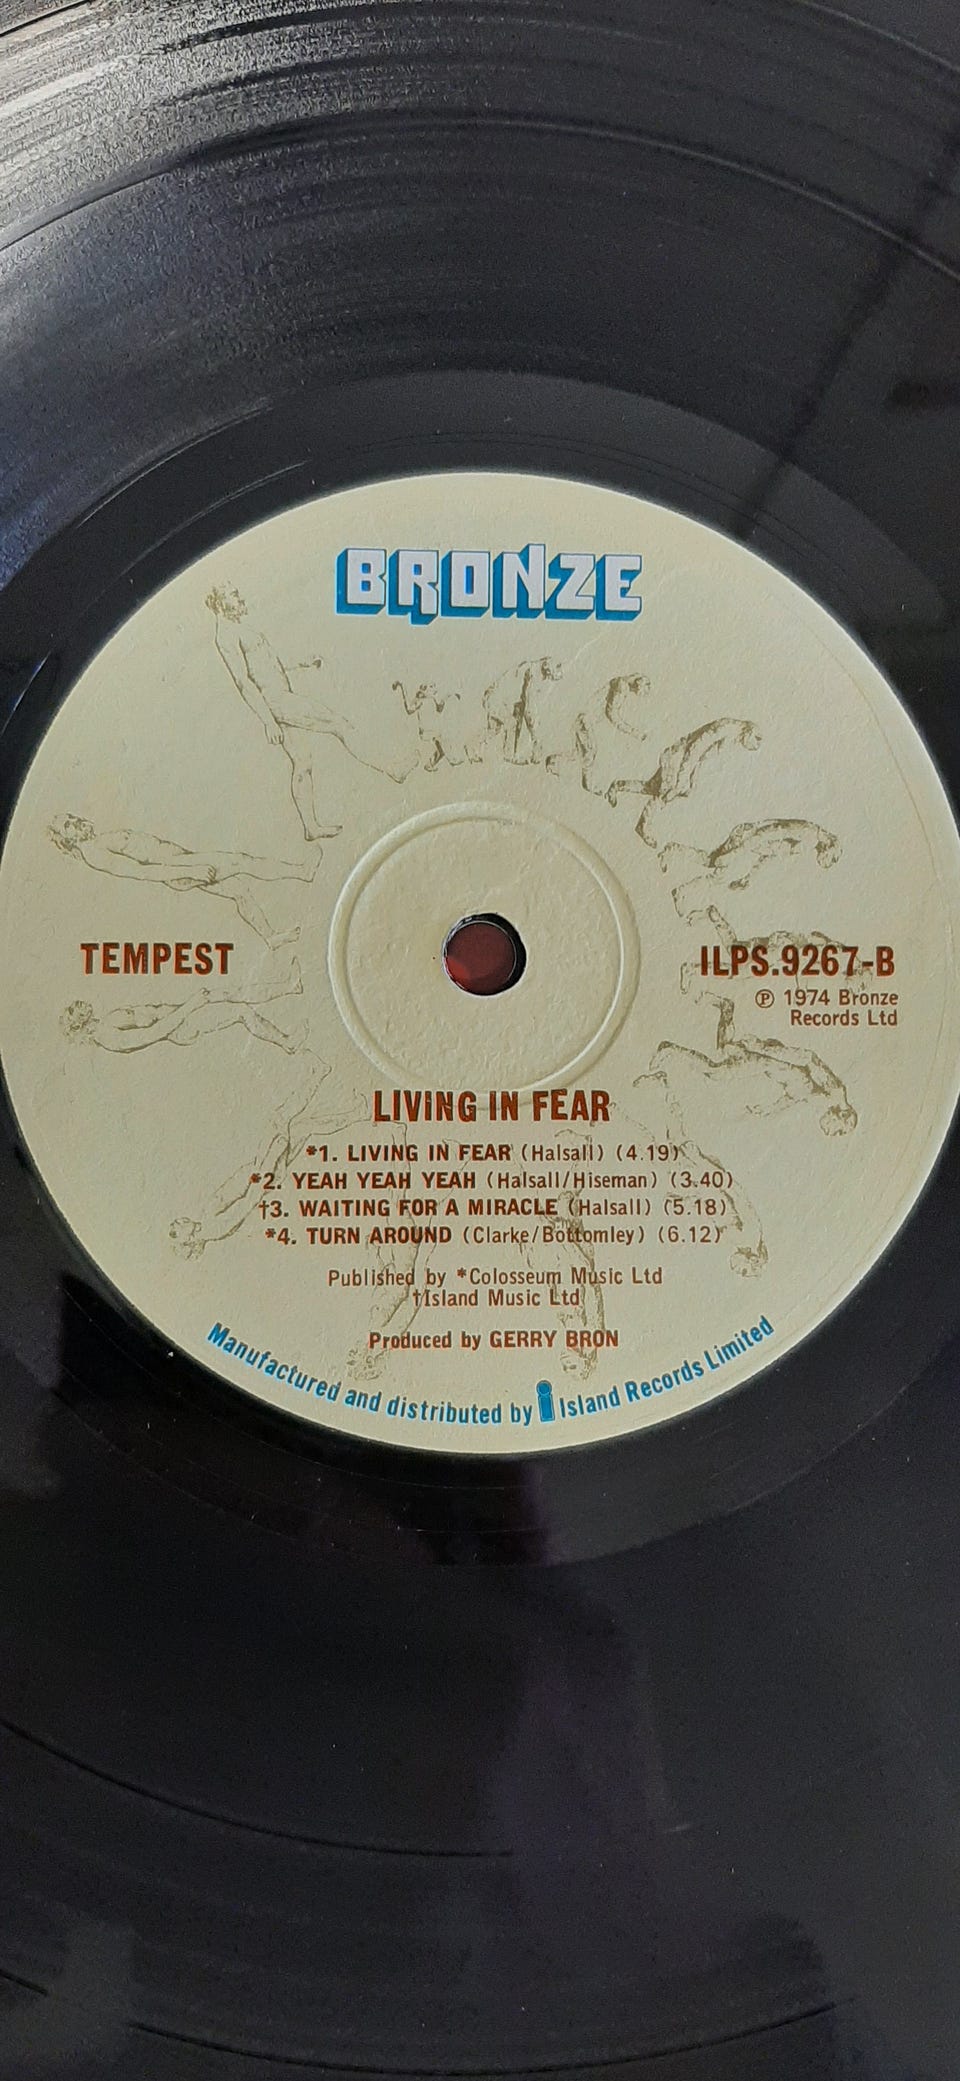 BRONZE
TEMPEST
ILPS.9267-B
℗ 1974 Bronze
Records Ltd
LIVING IN FEAR
*1. LIVING IN FEAR (Halsall) (4.19)
*2. YEAH YEAH YEAH (Halsall/Hiseman) (3.40)
†3. WAITING FOR A MIRACLE (Halsall) (5.18)
*4. TURN AROUND (Clarke/Bottomley) (6.12)
Published by *Colosseum Music Ltd
†Island Music Ltd
Produced by GERRY BRON
Manufactured and distributed by i Island Records Limited